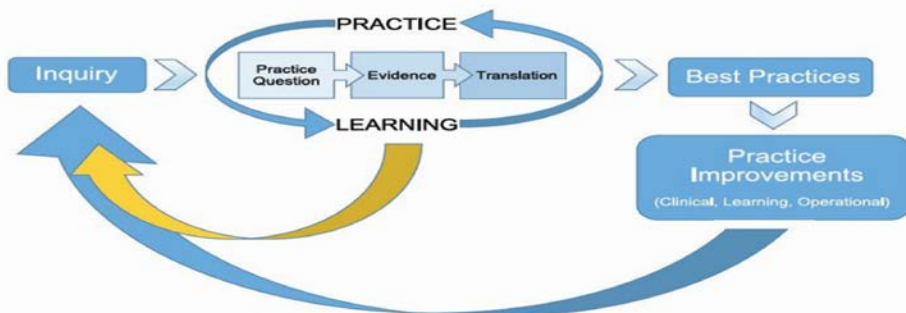 Inquiry
PRACTICE
Practice
Question
Evidence
Translation
LEARNING
Best Practices
Practice
Improvements
(Clinical, Learning, Operational)